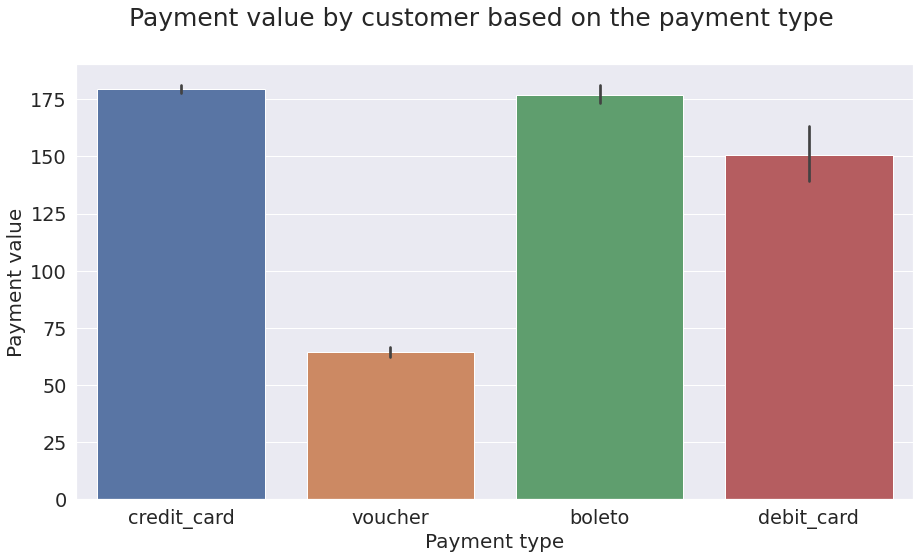 Payment value by customer based on the payment type
Payment value
175
150
125
100
75
50
25
0
credit_card
voucher
boleto
debit_card
Payment type